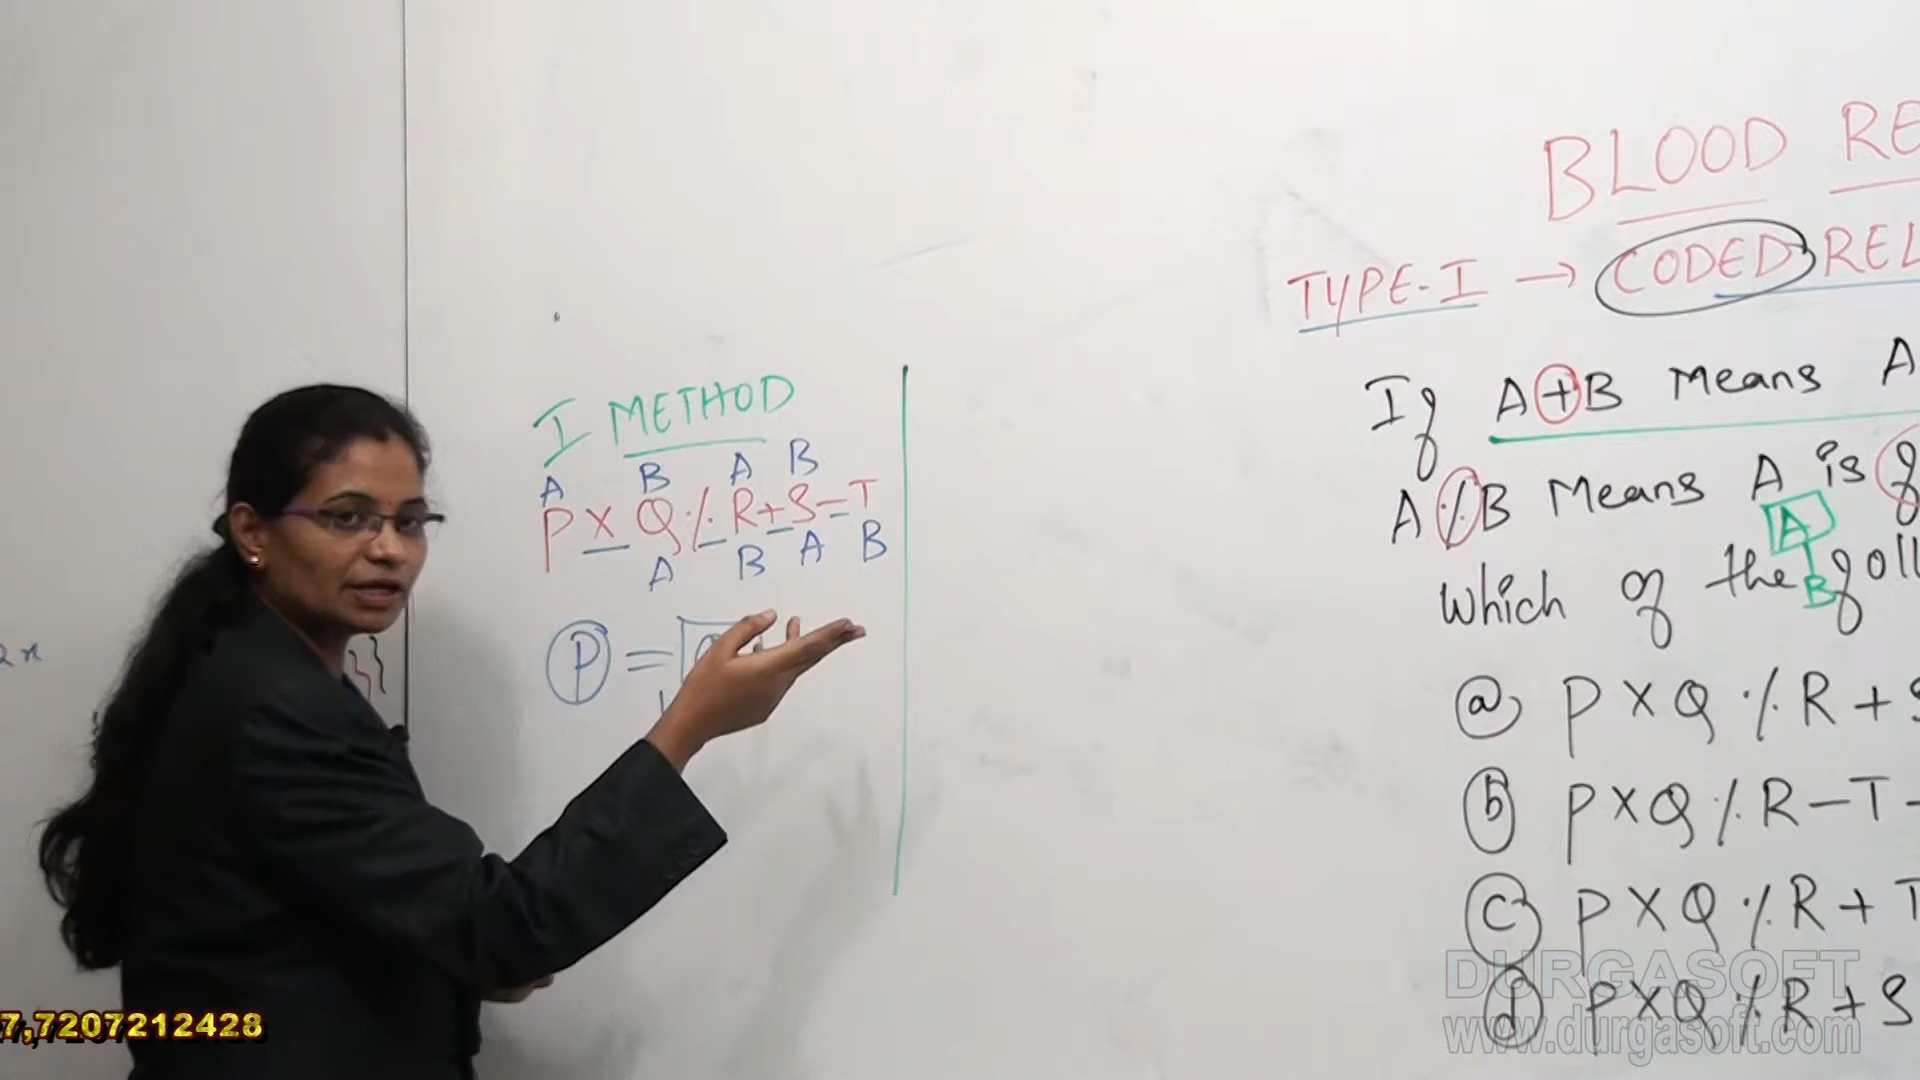 I METHOD
A B A B
P X Q ·/· R + S - T
A B A B
P =
BLOOD RE
TYPE-I → CODED REL
If A + B Means A
A ·/· B Means A is
A
Which of the foll
B
(a) P X Q ·/· R + S
(b) P X Q ·/· R - T -
(c) P X Q ·/· R + T
(d) P X Q ·/· R + S
2x
7,7207212428
DURGASOFT
www.durgasoft.com